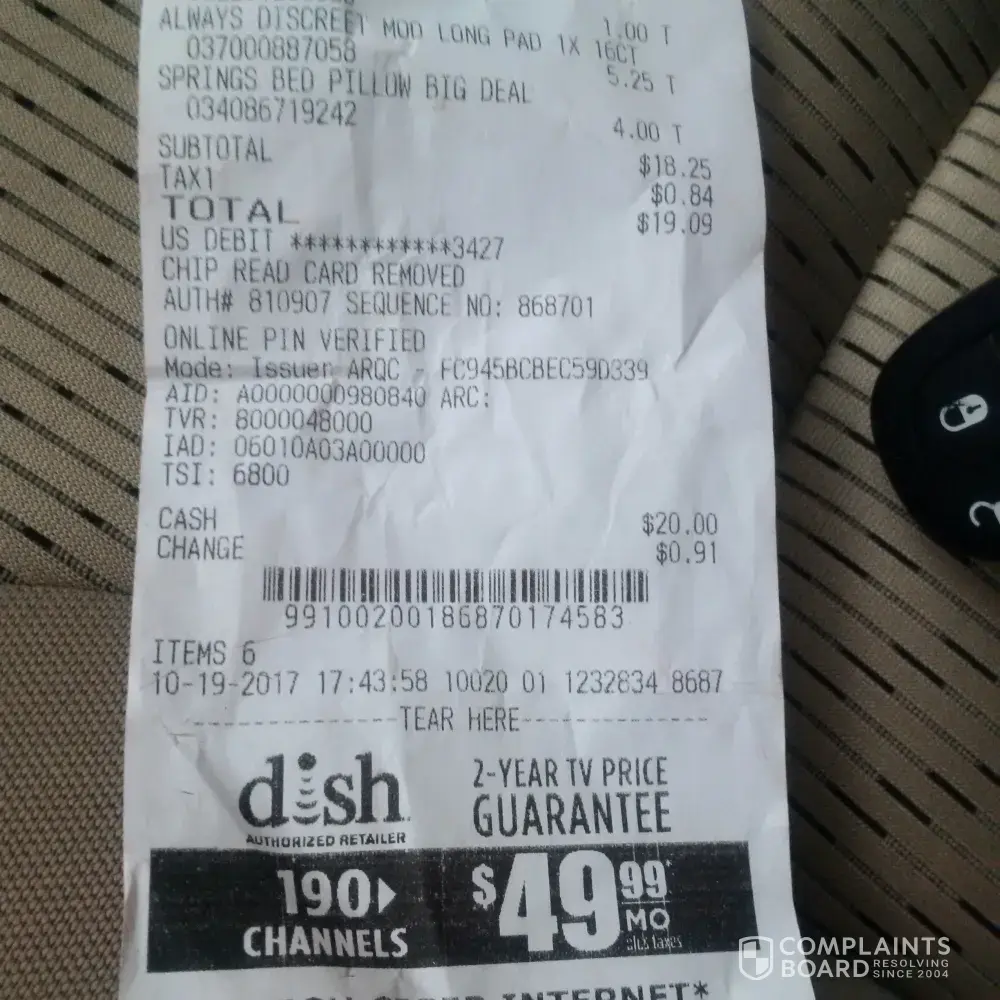 1.00 T
ALWAYS DISCREET MOD LONG PAD 1X 16CT
037000887058 5.25 T
SPRINGS BED PILLOW BIG DEAL
034086719242 4.00 T
SUBTOTAL $18.25
TAX1 $0.84
TOTAL $19.09
US DEBIT ************3427
CHIP READ CARD REMOVED
AUTH# 810907 SEQUENCE NO: 868701
ONLINE PIN VERIFIED
Mode: Issuer ARQC - FC945BCBEC59D339
AID: A0000000980840 ARC:
TVR: 8000048000
IAD: 06010A03A00000
TSI: 6800
CASH $20.00
CHANGE $0.91
99100200186870174583
ITEMS 6
10-19-2017 17:43:58 10020 01 1232834 8687
TEAR HERE
dish
AUTHORIZED RETAILER
2-YEAR TV PRICE
GUARANTEE
190
CHANNELS
$49.99*
MO
plus taxes
INTERNET*
COMPLAINTS
BOARD RESOLVING
SINCE 2004